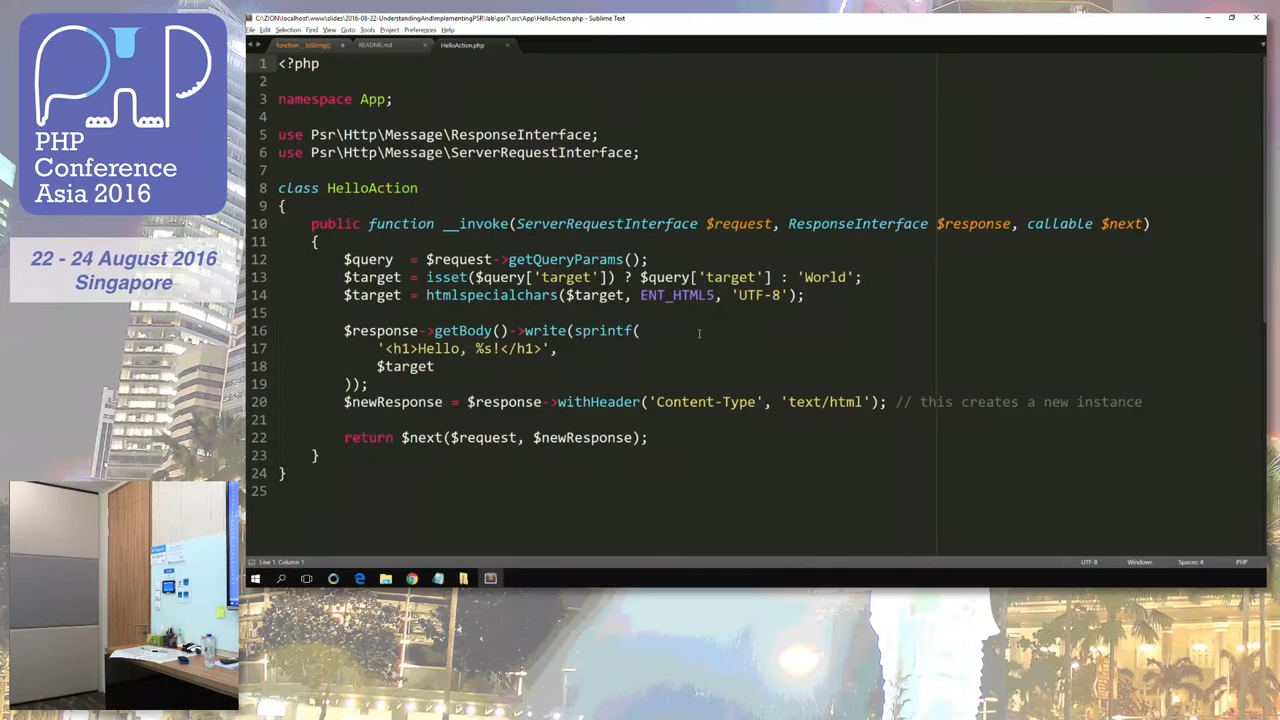 PHP
Conference
Asia 2016
22 - 24 August 2016
Singapore
C:\ZION\localhost\www\slides\2016-08-22-UnderstandingAndImplementingPSR\lab\psr7\src\App\HelloAction.php - Sublime Text
File Edit Selection Find View Goto Tools Project Preferences Help
function __toString() README.md HelloAction.php
1 <?php
2
3 namespace App;
4
5 use Psr\Http\Message\ResponseInterface;
6 use Psr\Http\Message\ServerRequestInterface;
7
8 class HelloAction
9 {
10 public function __invoke(ServerRequestInterface $request, ResponseInterface $response, callable $next)
11 {
12 $query = $request->getQueryParams();
13 $target = isset($query['target']) ? $query['target'] : 'World';
14 $target = htmlspecialchars($target, ENT_HTML5, 'UTF-8');
15
16 $response->getBody()->write(sprintf(
17 '<h1>Hello, %s!</h1>',
18 $target
19 ));
20 $newResponse = $response->withHeader('Content-Type', 'text/html'); // this creates a new instance
21
22 return $next($request, $newResponse);
23 }
24 }
25
Line 1, Column 1 UTF-8 Windows Spaces: 4 PHP